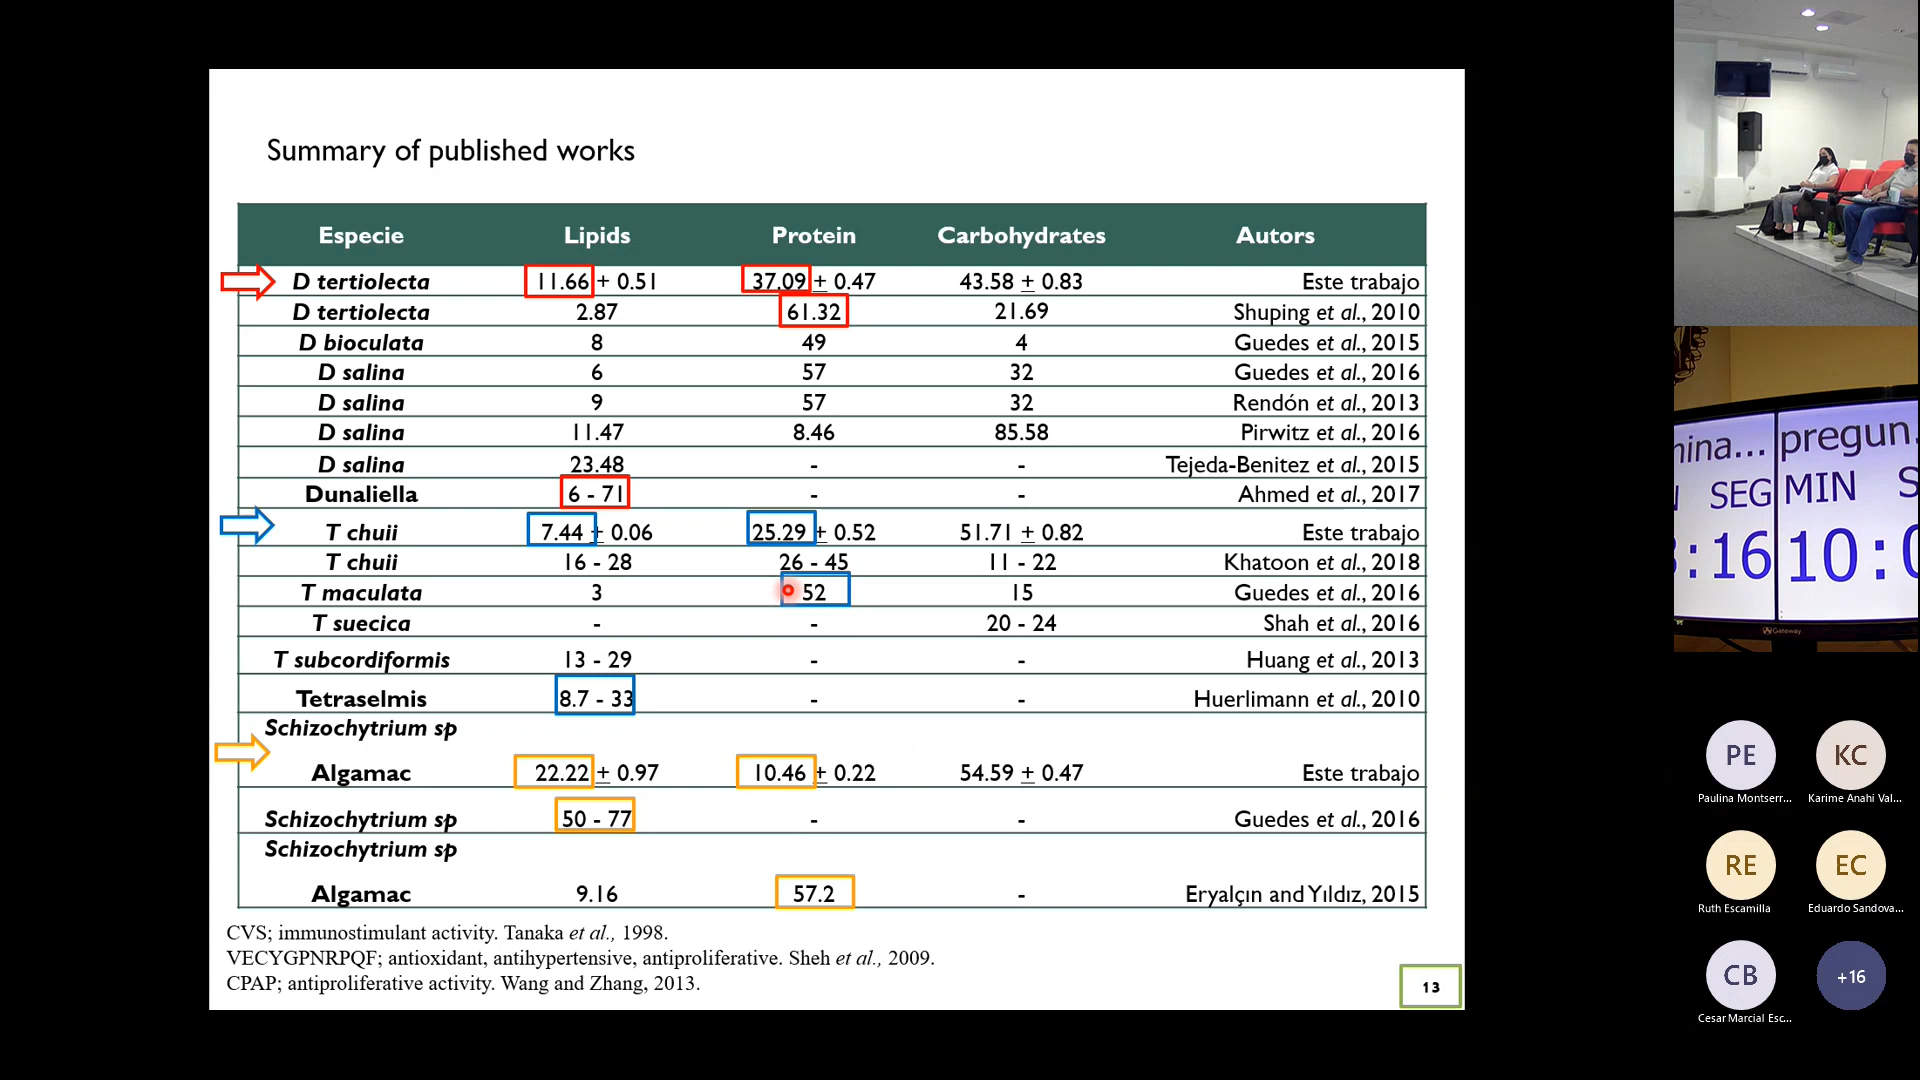 Summary of published works
Especie Lipids Protein Carbohydrates Autors
D tertiolecta 11.66 + 0.51 37.09 ± 0.47 43.58 ± 0.83 Este trabajo
D tertiolecta 2.87 61.32 21.69 Shuping et al., 2010
D bioculata 8 49 4 Guedes et al., 2015
D salina 6 57 32 Guedes et al., 2016
D salina 9 57 32 Rendón et al., 2013
D salina 11.47 8.46 85.58 Pirwitz et al., 2016
D salina 23.48 - - Tejeda-Benitez et al., 2015
Dunaliella 6 - 71 - - Ahmed et al., 2017
T chuii 7.44 ± 0.06 25.29 ± 0.52 51.71 ± 0.82 Este trabajo
T chuii 16 - 28 26 - 45 11 - 22 Khatoon et al., 2018
T maculata 3 52 15 Guedes et al., 2016
T suecica - - 20 - 24 Shah et al., 2016
T subcordiformis 13 - 29 - - Huang et al., 2013
Tetraselmis 8.7 - 33 - - Huerlimann et al., 2010
Schizochytrium sp
Algamac 22.22 ± 0.97 10.46 ± 0.22 54.59 ± 0.47 Este trabajo
Schizochytrium sp 50 - 77 - - Guedes et al., 2016
Schizochytrium sp
Algamac 9.16 57.2 - Eryalçın and Yıldız, 2015
CVS; immunostimulant activity. Tanaka et al., 1998.
VECYGPNRPQF; antioxidant, antihypertensive, antiproliferative. Sheh et al., 2009.
CPAP; antiproliferative activity. Wang and Zhang, 2013.
13
mina... pregun.
SEG MIN S
:16 10:0
Gateway
PE KC
Paulina Montserr... Karime Anahi Val...
RE EC
Ruth Escamilla Eduardo Sandova...
CB +16
Cesar Marcial Esc...